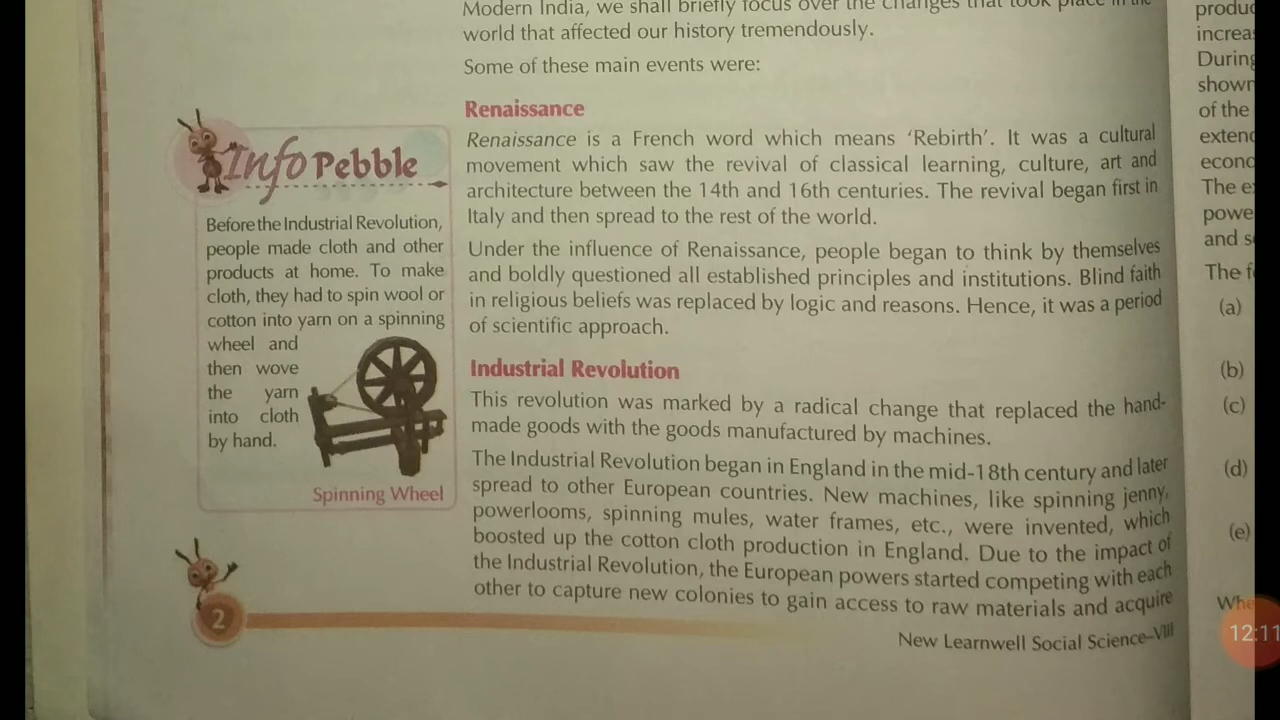 Modern India, we shall briefly focus over the changes that took place in the
world that affected our history tremendously.
Some of these main events were:
Renaissance
Renaissance is a French word which means ‘Rebirth’. It was a cultural
movement which saw the revival of classical learning, culture, art and
architecture between the 14th and 16th centuries. The revival began first in
Italy and then spread to the rest of the world.
Under the influence of Renaissance, people began to think by themselves
and boldly questioned all established principles and institutions. Blind faith
in religious beliefs was replaced by logic and reasons. Hence, it was a period
of scientific approach.
Industrial Revolution
This revolution was marked by a radical change that replaced the hand-
made goods with the goods manufactured by machines.
The Industrial Revolution began in England in the mid-18th century and later
spread to other European countries. New machines, like spinning jenny,
powerlooms, spinning mules, water frames, etc., were invented, which
boosted up the cotton cloth production in England. Due to the impact of
the Industrial Revolution, the European powers started competing with each
other to capture new colonies to gain access to raw materials and acquire
Info Pebble
Before the Industrial Revolution,
people made cloth and other
products at home. To make
cloth, they had to spin wool or
cotton into yarn on a spinning
wheel and
then wove
the yarn
into cloth
by hand.
Spinning Wheel
2
New Learnwell Social Science–VIII
During
shown
of the
The
and
The
(a)
(b)
(c)
(d)
(e)
12:11